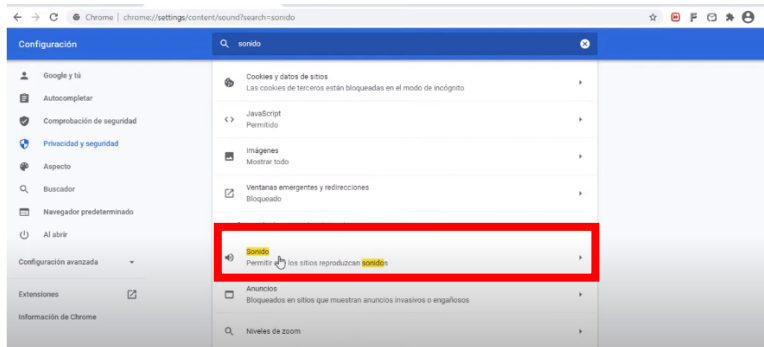 Chrome | chrome://settings/content/sound?search=sonido
Configuración
sonido
Google y tú
Autocompletar
Comprobación de seguridad
Privacidad y seguridad
Aspecto
Buscador
Navegador predeterminado
Al abrir
Configuración avanzada
Extensiones
Información de Chrome
Cookies y datos de sitios
Las cookies de terceros están bloqueadas en el modo de incógnito
JavaScript
Permitido
Imágenes
Mostrar todo
Ventanas emergentes y redirecciones
Bloqueado
Sonido
Permitir los sitios reproduzcan sonidos
Anuncios
Bloqueados en sitios que muestran anuncios invasivos o engañosos
Niveles de zoom